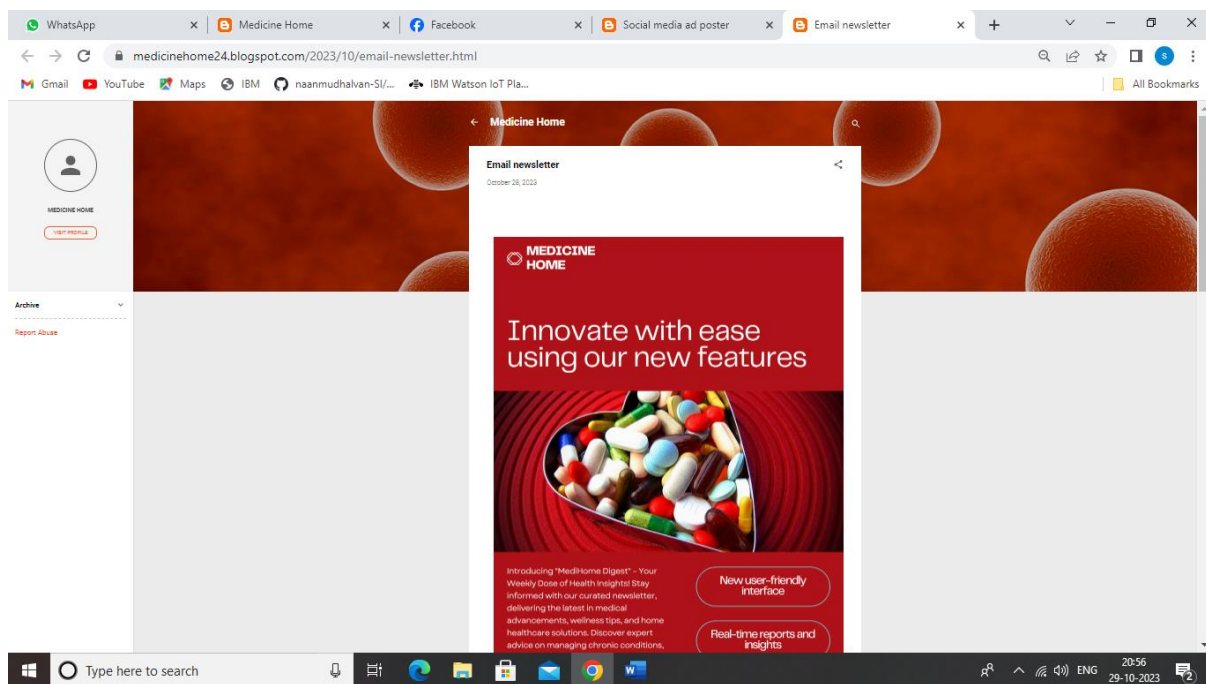 WhatsApp
Medicine Home
Facebook
Social media ad poster
Email newsletter
medicinehome24.blogspot.com/2023/10/email-newsletter.html
S
Gmail
YouTube
Maps
IBM
naanmudhalvan-SI/...
IBM Watson IoT Pla...
All Bookmarks
Medicine Home
MEDICINE HOME
VISIT PROFILE
Archive
Report Abuse
Email newsletter
October 28, 2023
MEDICINE
HOME
Innovate with ease
using our new features
Introducing "MediHome Digest" – Your
Weekly Dose of Health Insights! Stay
informed with our curated newsletter,
delivering the latest in medical
advancements, wellness tips, and home
healthcare solutions. Discover expert
advice on managing chronic conditions,
New user-friendly
interface
Real-time reports and
insights
Type here to search
ENG
20:56
29-10-2023
2